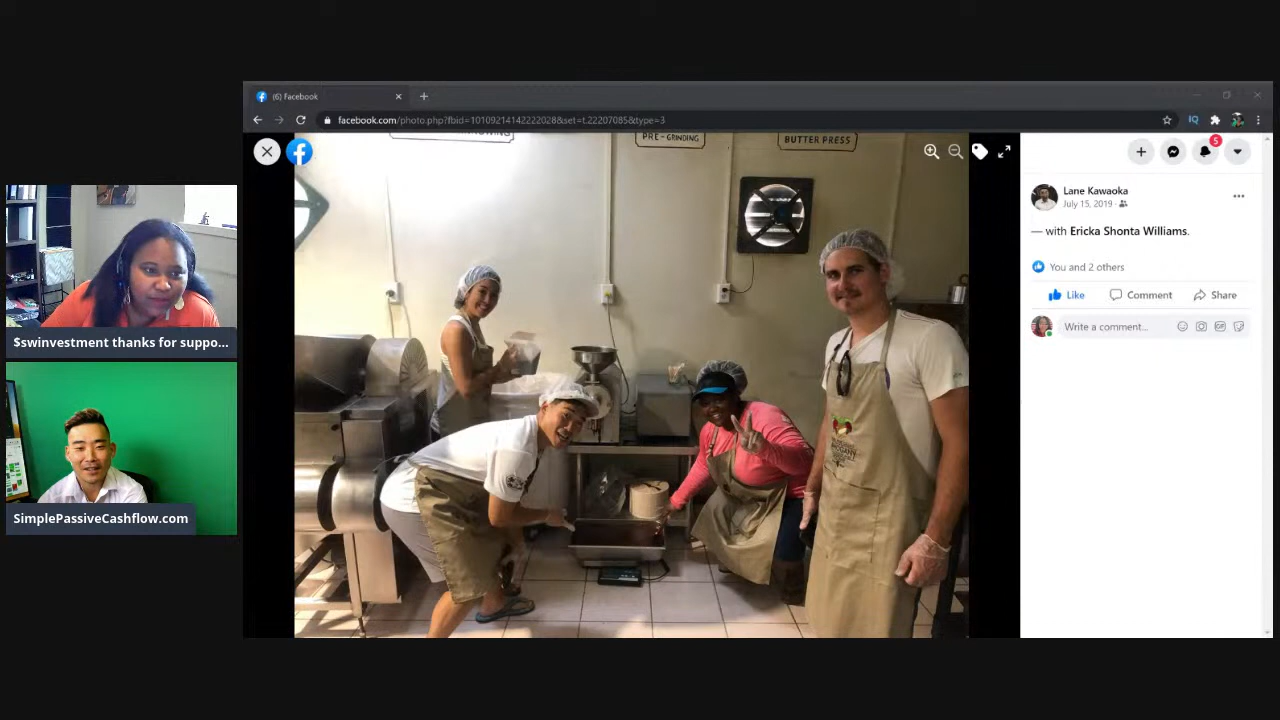 (6) Facebook
facebook.com/photo.php?fbid=10109214142222028&set=t.22207085&type=3
PRE-GRINDING
BUTTER PRESS
5
Lane Kawaoka
July 15, 2019
— with Ericka Shonta Williams.
You and 2 others
Like
Comment
Share
Write a comment...
$swinvestment thanks for suppo...
SimplePassiveCashflow.com